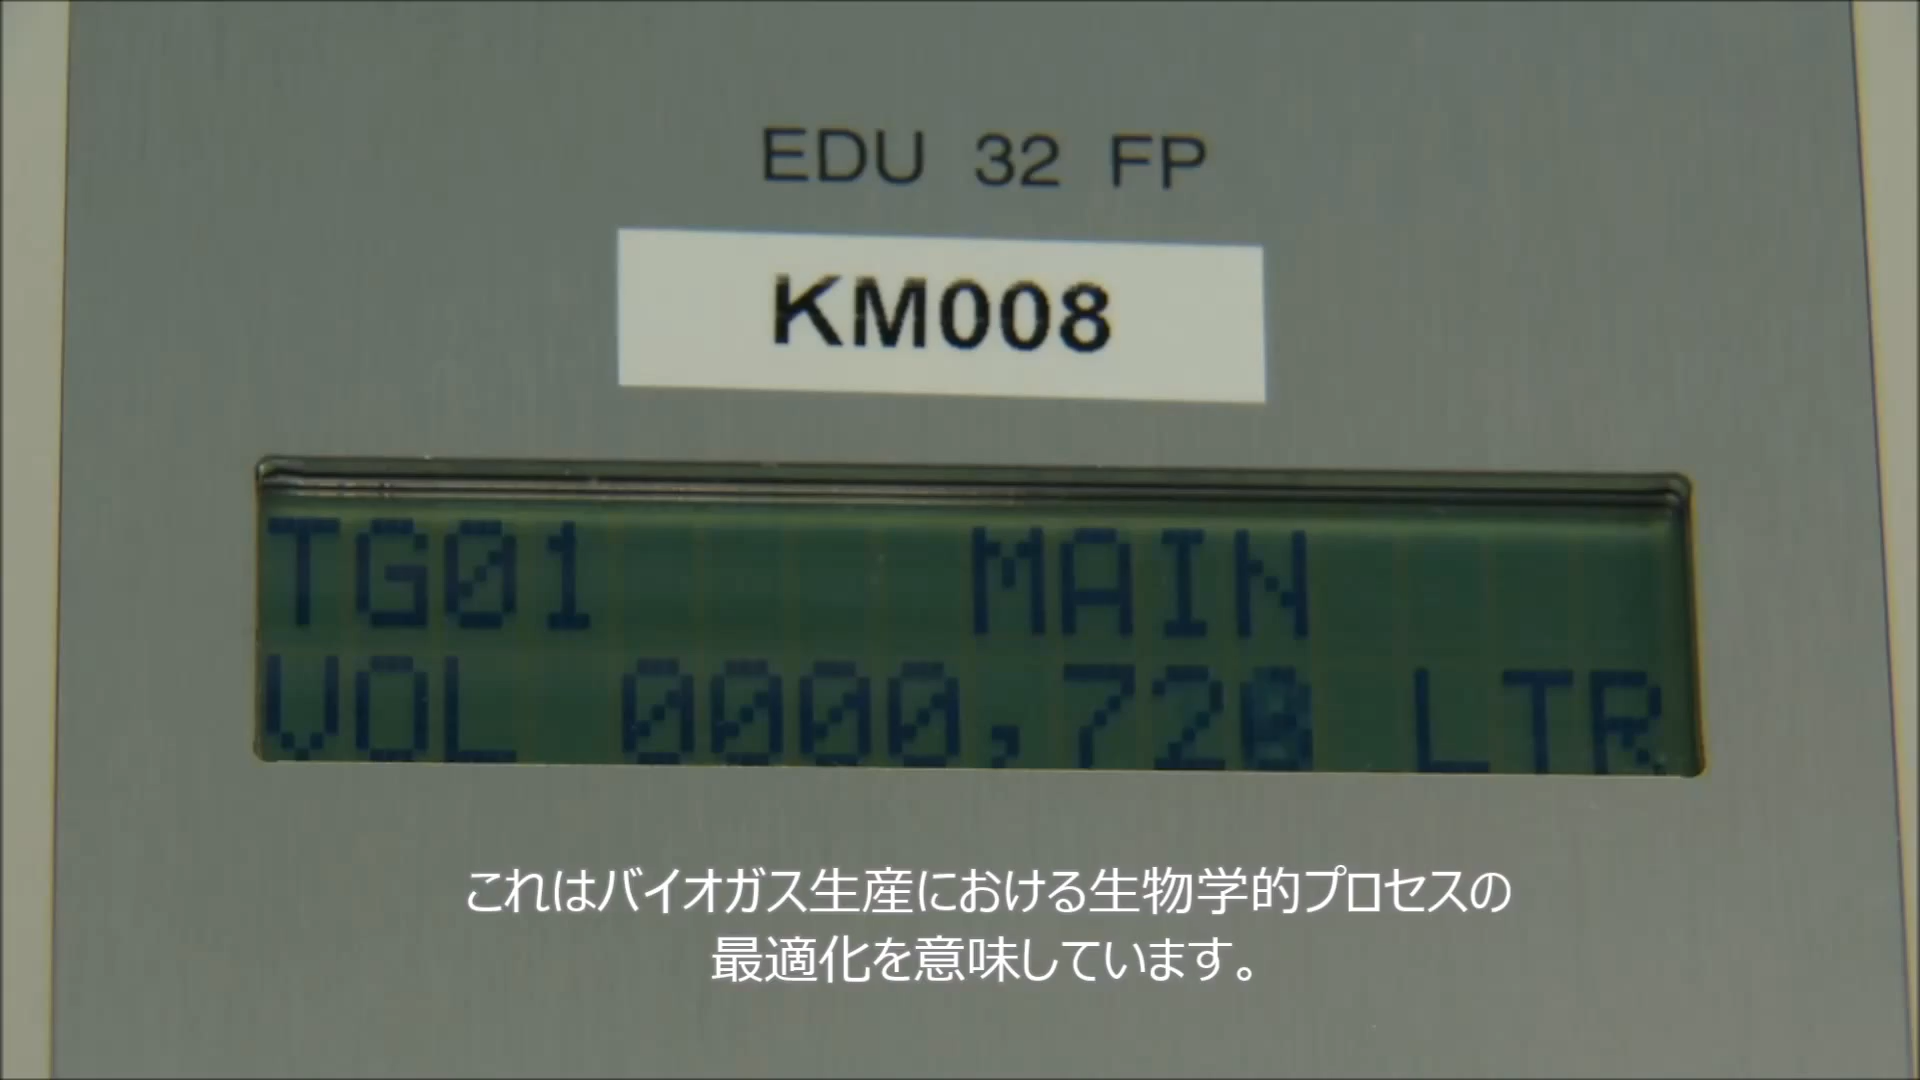 EDU 32 FP
KM008
TG01 MAIN
VOL LTR
これはバイオガス生産における生物学的プロセスの
最適化を意味しています。